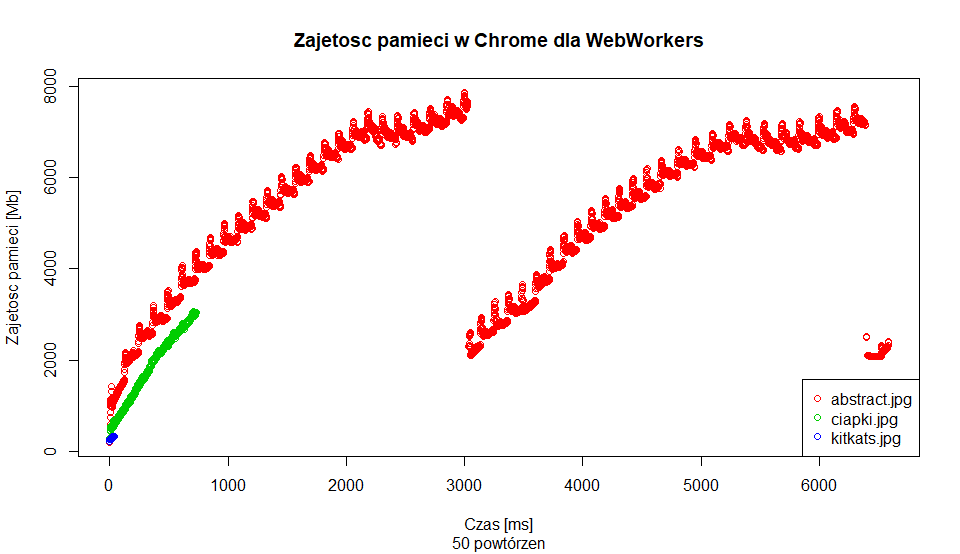 Zajetosc pamieci w Chrome dla WebWorkers
Zajetosc pamieci [Mb]
8000
6000
4000
2000
0
0 1000 2000 3000 4000 5000 6000
abstract.jpg
ciapki.jpg
kitkats.jpg
Czas [ms]
50 powtórzen